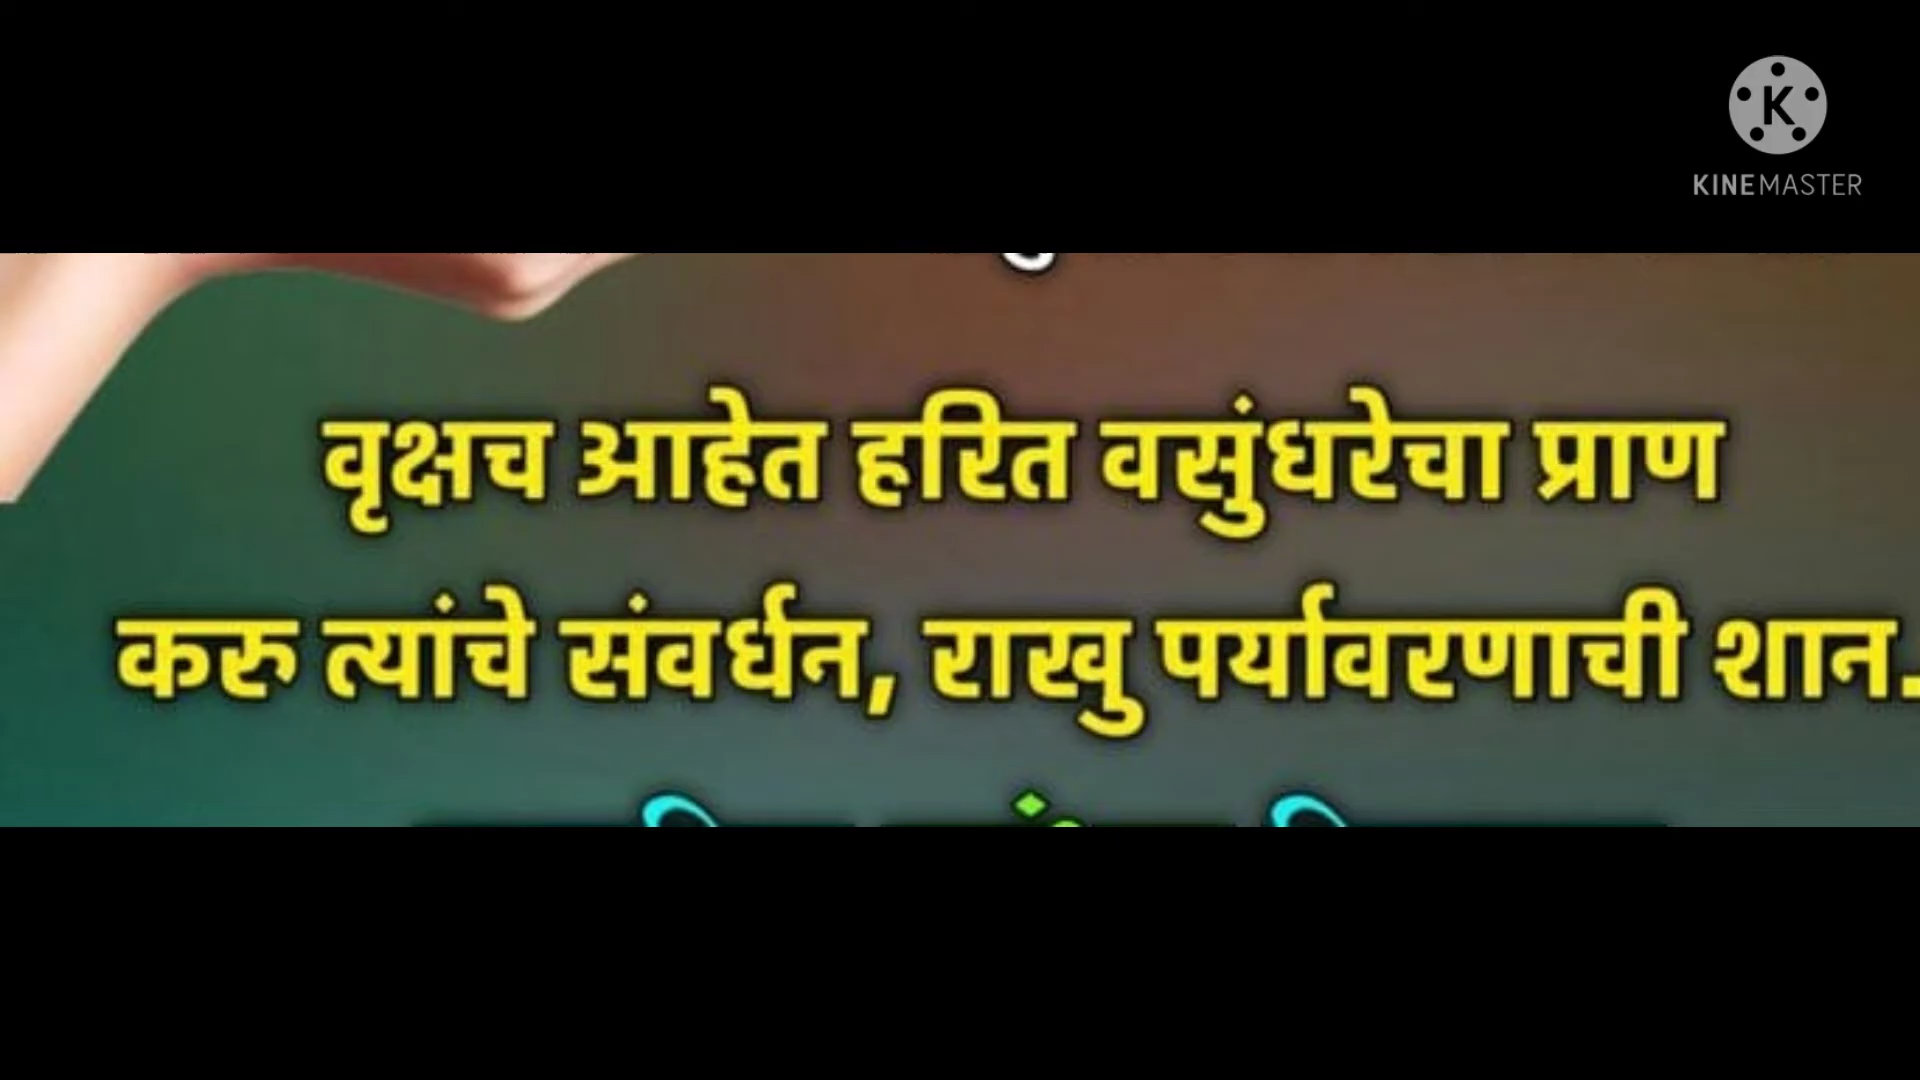 K
KINEMASTER
वृक्षच आहेत हरित वसुंधरेचा प्राण
करु त्यांचे संवर्धन, राखु पर्यावरणाची शान.